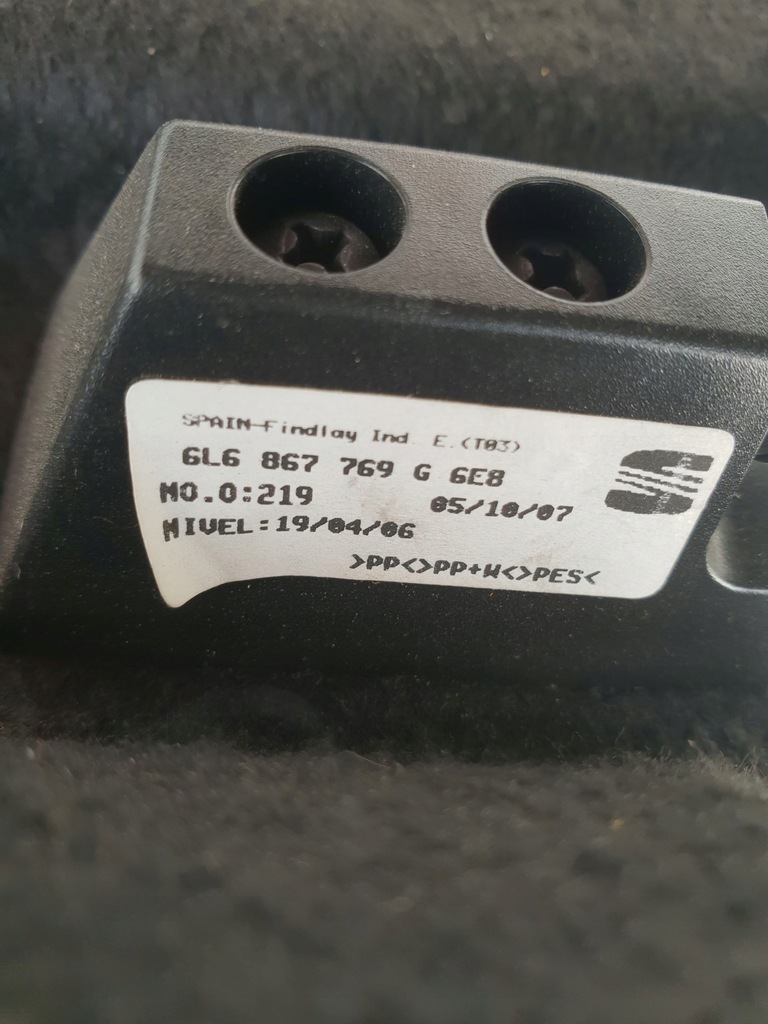 SPAIN-Findlay Ind. E.(T03)
6L6 867 769 G 6E8
NO.O:219 05/10/07
NIVEL:19/04/06
>PP<>PP+W<>PES<